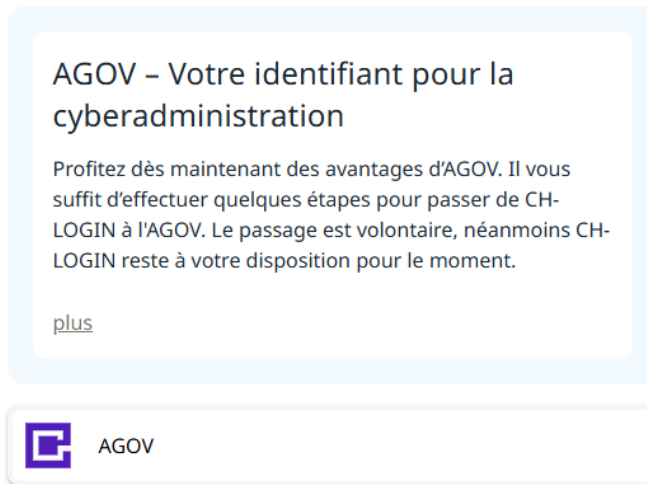 AGOV – Votre identifiant pour la
cyberadministration
Profitez dès maintenant des avantages d’AGOV. Il vous
suffit d’effectuer quelques étapes pour passer de CH-
LOGIN à l'AGOV. Le passage est volontaire, néanmoins CH-
LOGIN reste à votre disposition pour le moment.
plus
AGOV